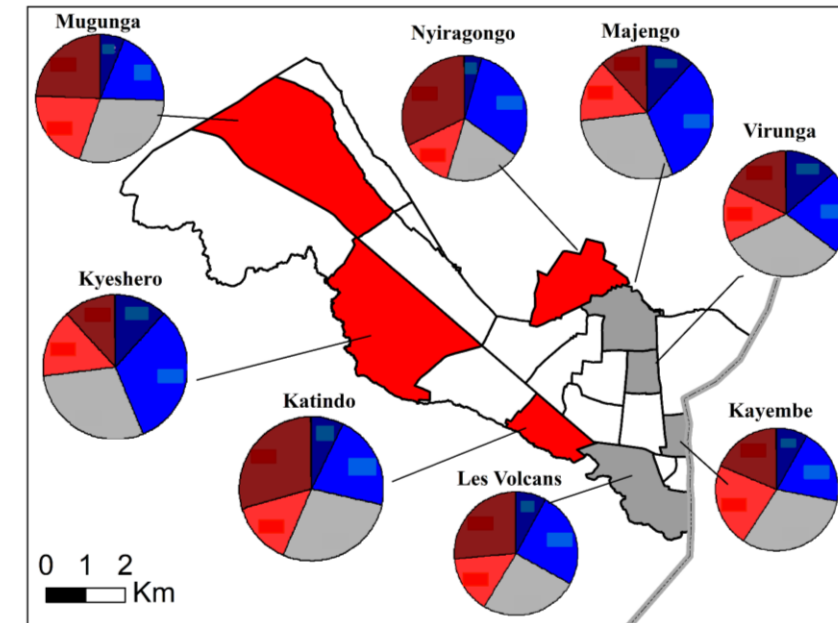 Mugunga
Nyiragongo
Majengo
Virunga
Kyeshero
Katindo
Les Volcans
Kayembe
0 1 2
Km